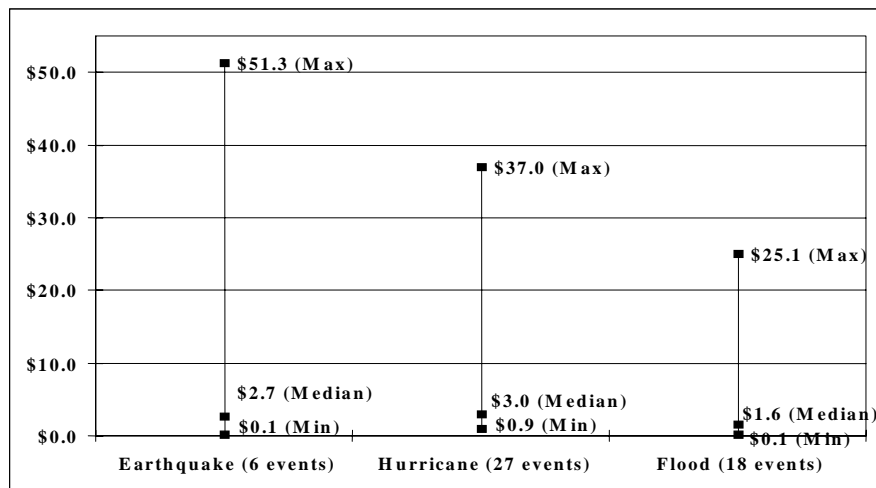 $50.0
$51.3 (Max)
$40.0
$37.0 (Max)
$30.0
$25.1 (Max)
$20.0
$10.0
$2.7 (Median)
$3.0 (Median)
$1.6 (Median)
$0.1 (Min)
$0.9 (Min)
$0.1 (Min)
$0.0
Earthquake (6 events)
Hurricane (27 events)
Flood (18 events)